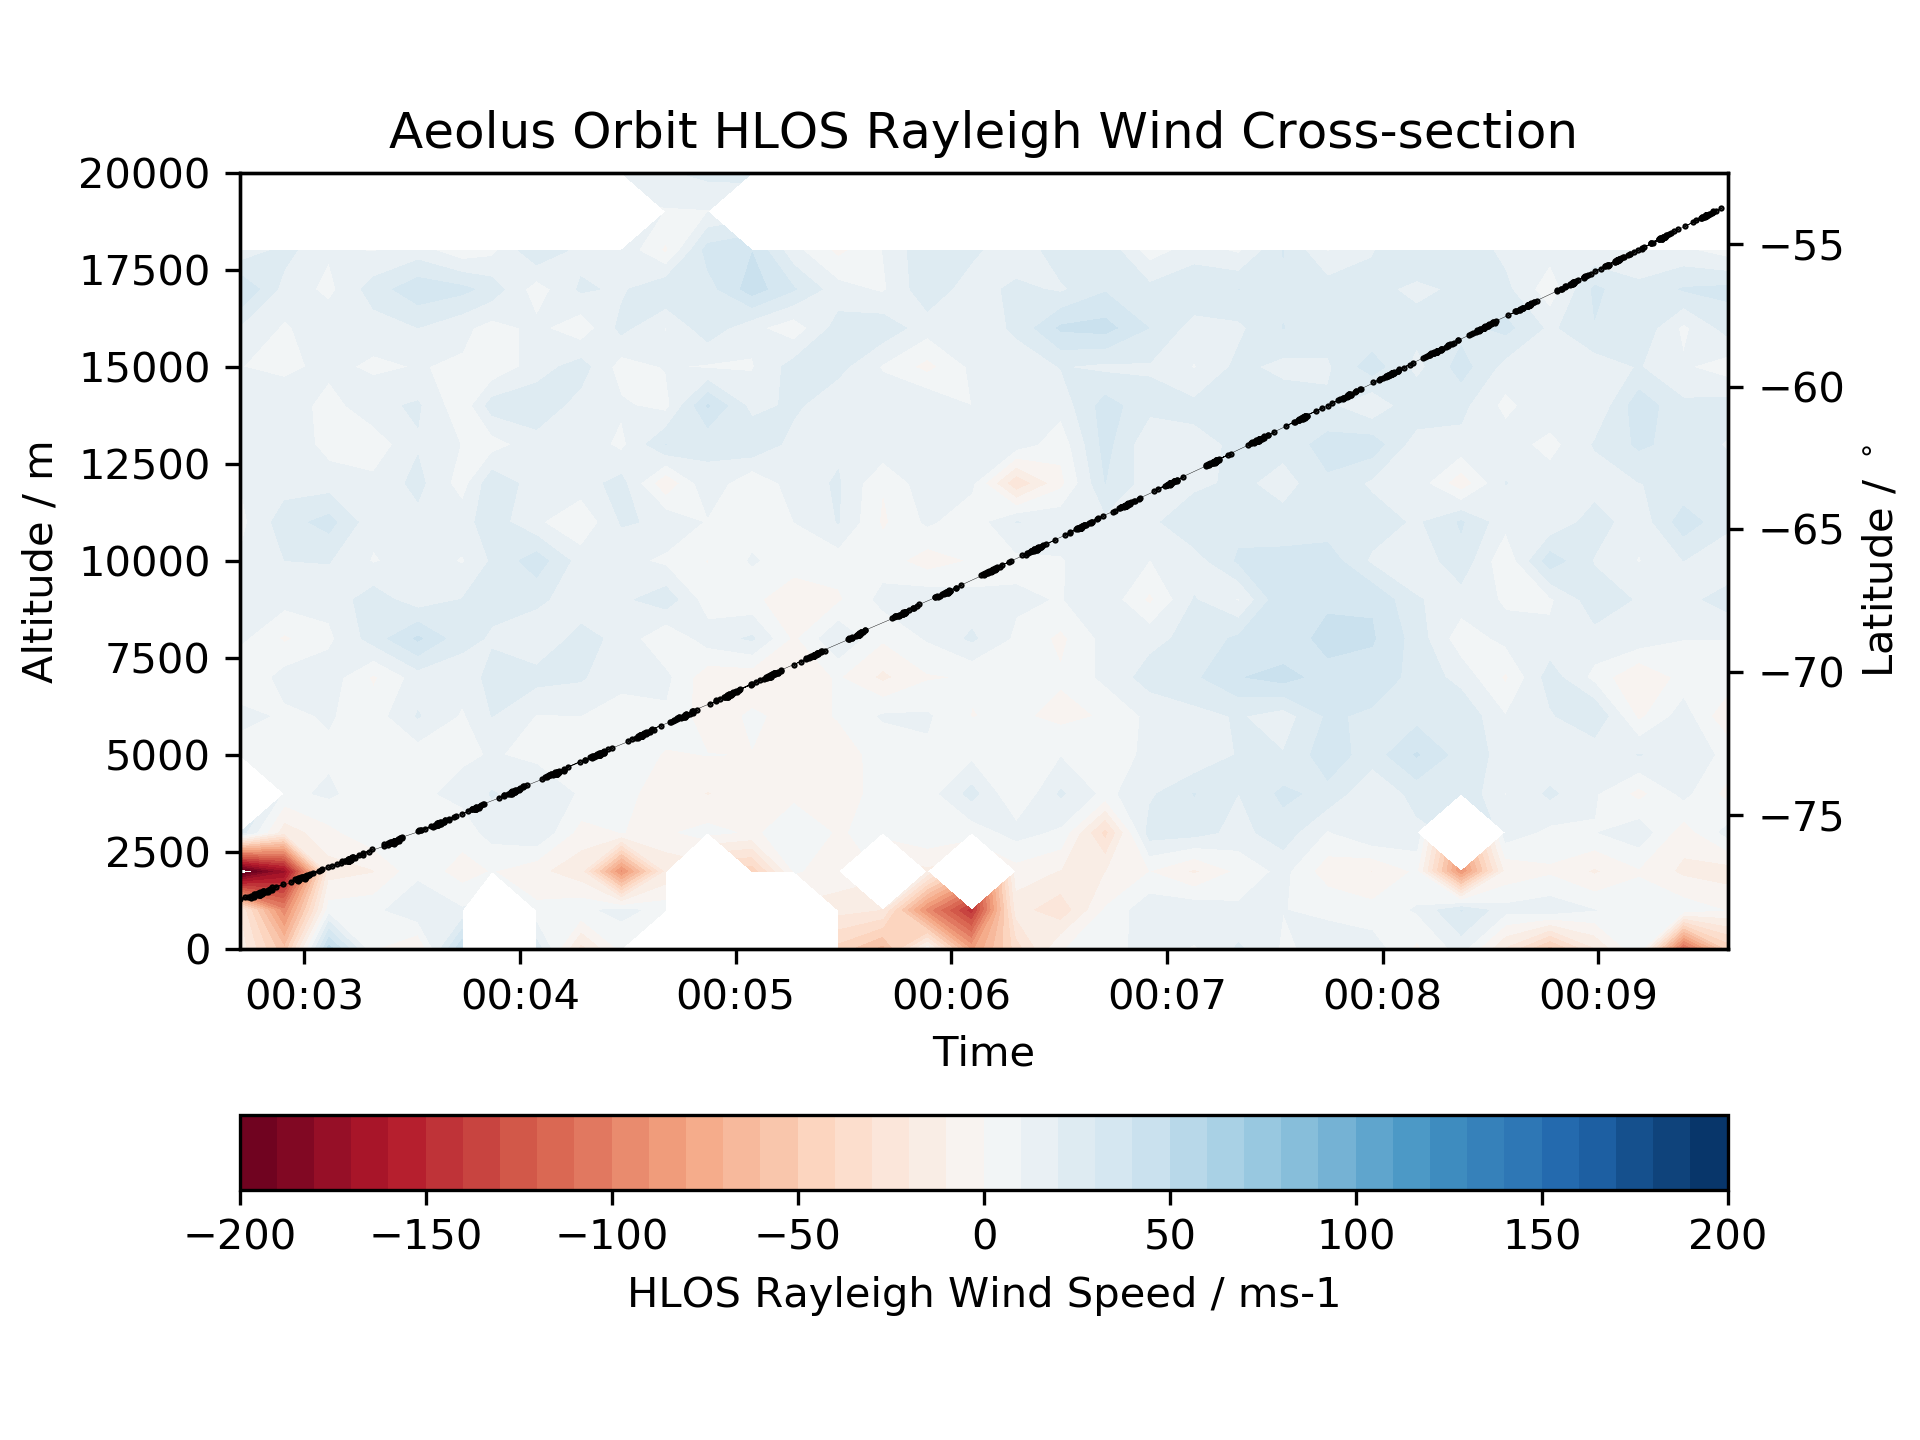 Aeolus Orbit HLOS Rayleigh Wind Cross-section
20000
17500
15000
12500
10000
7500
5000
2500
0
Altitude / m
−55
−60
−65
−70
−75
Latitude / °
00:03 00:04 00:05 00:06 00:07 00:08 00:09
Time
−200 −150 −100 −50 0 50 100 150 200
HLOS Rayleigh Wind Speed / ms-1